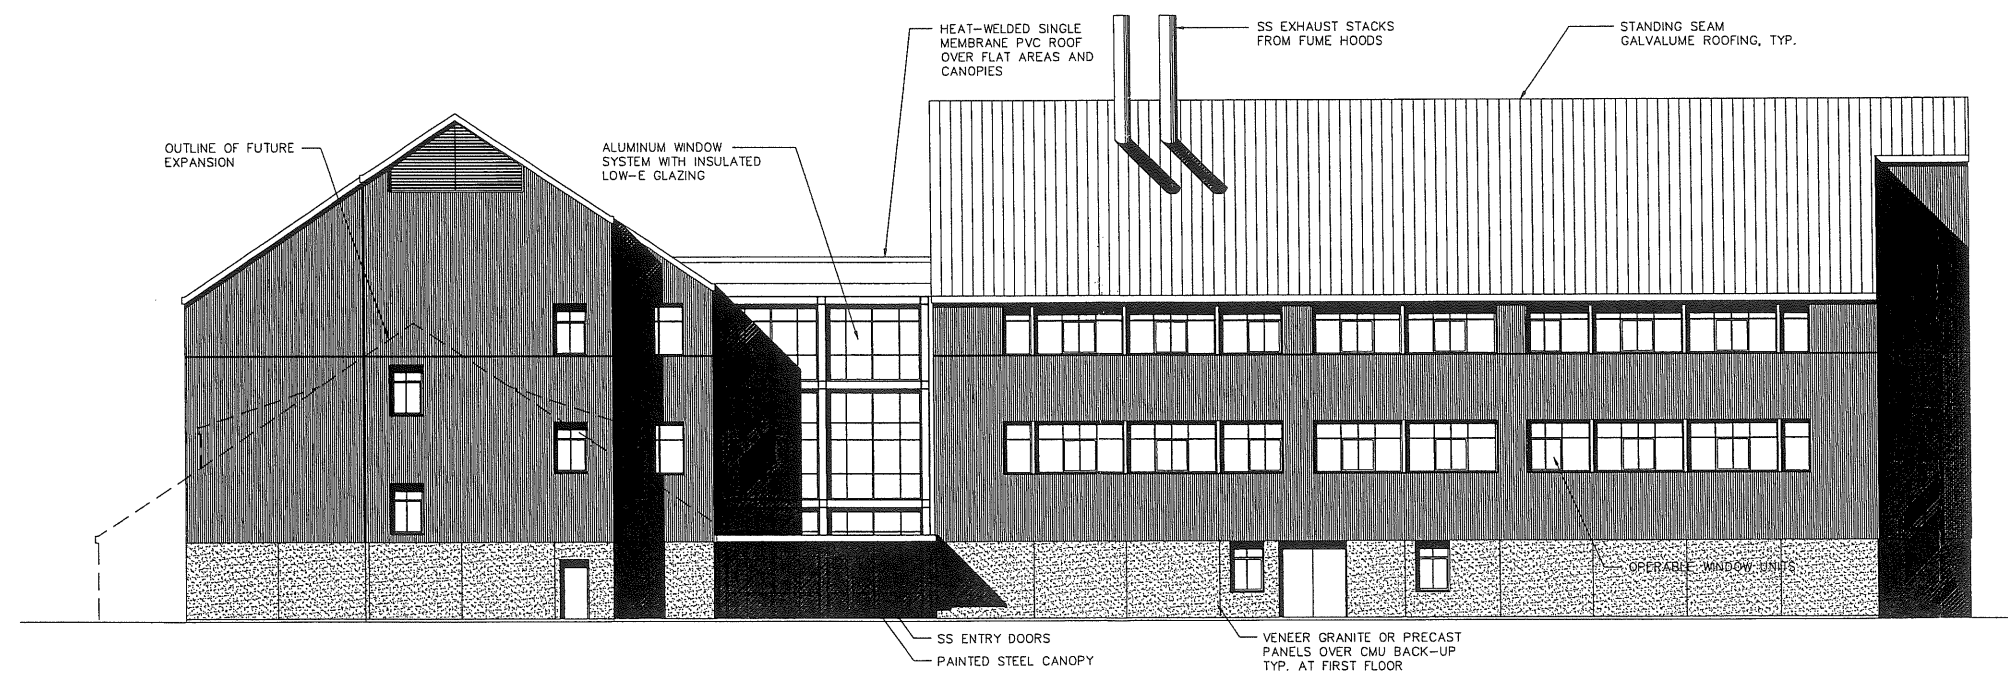 HEAT-WELDED SINGLE
MEMBRANE PVC ROOF
OVER FLAT AREAS AND
CANOPIES
SS EXHAUST STACKS
FROM FUME HOODS
STANDING SEAM
GALVALUME ROOFING, TYP.
OUTLINE OF FUTURE
EXPANSION
ALUMINUM WINDOW
SYSTEM WITH INSULATED
LOW-E GLAZING
OPERABLE WINDOW UNITS
SS ENTRY DOORS
PAINTED STEEL CANOPY
VENEER GRANITE OR PRECAST
PANELS OVER CMU BACK-UP
TYP. AT FIRST FLOOR